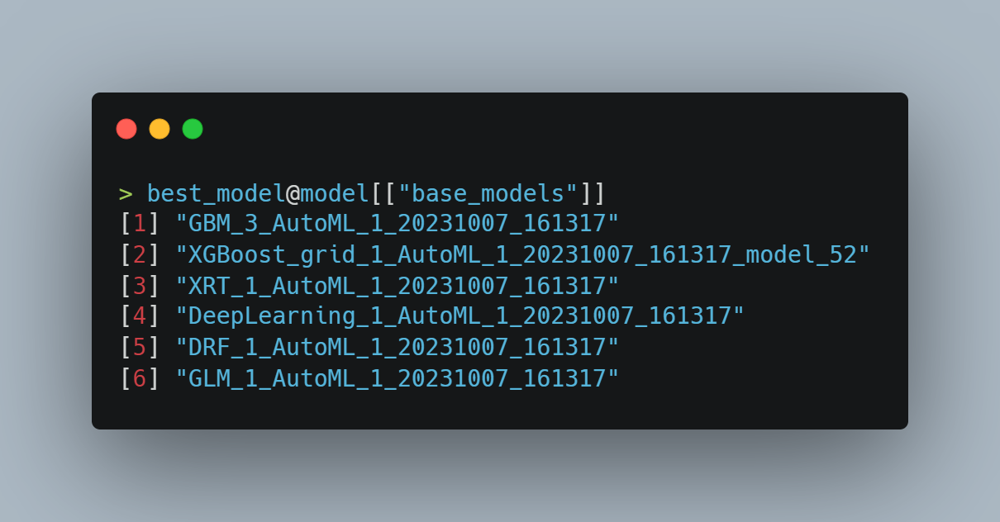 > best_model@model[["base_models"]]
[1] "GBM_3_AutoML_1_20231007_161317"
[2] "XGBoost_grid_1_AutoML_1_20231007_161317_model_52"
[3] "XRT_1_AutoML_1_20231007_161317"
[4] "DeepLearning_1_AutoML_1_20231007_161317"
[5] "DRF_1_AutoML_1_20231007_161317"
[6] "GLM_1_AutoML_1_20231007_161317"